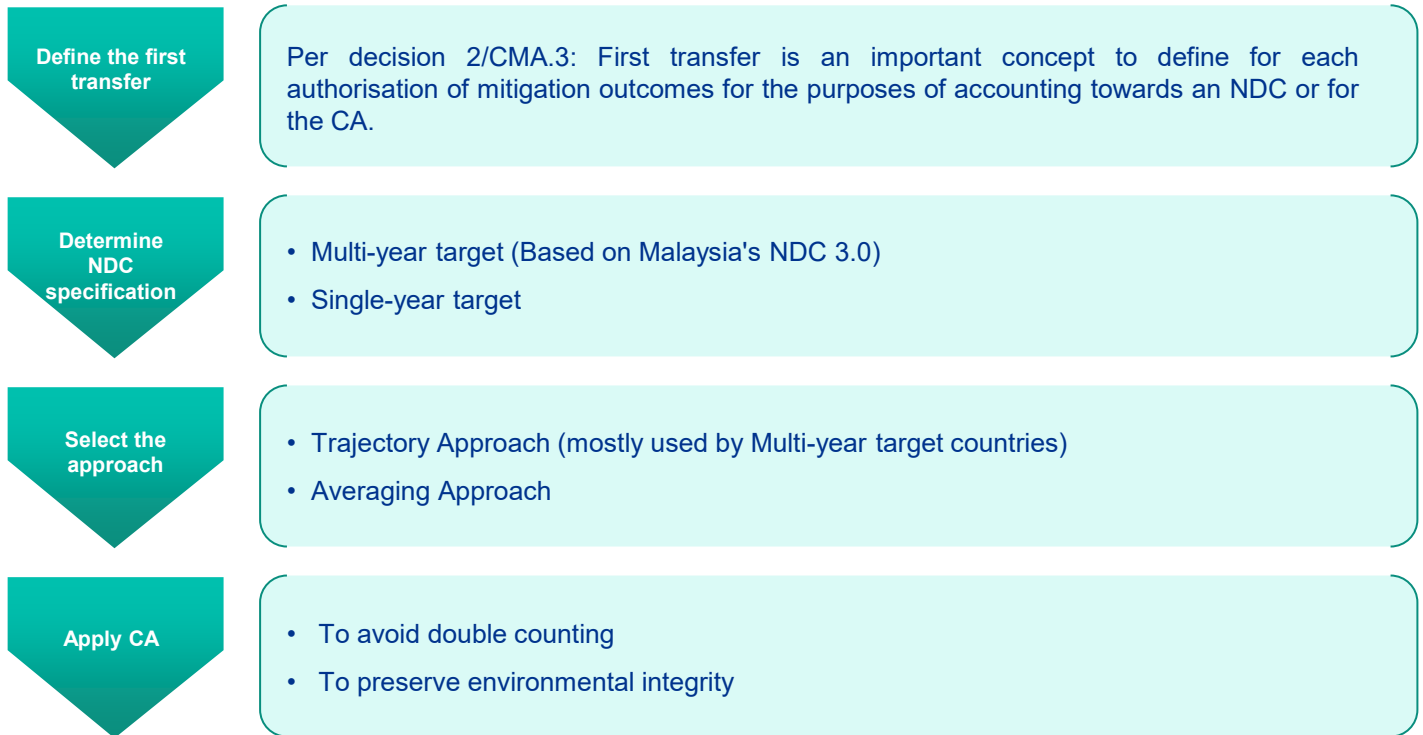 Define the first
transfer
Per decision 2/CMA.3: First transfer is an important concept to define for each
authorisation of mitigation outcomes for the purposes of accounting towards an NDC or for
the CA.
Determine
NDC
specification
• Multi-year target (Based on Malaysia's NDC 3.0)
• Single-year target
Select the
approach
• Trajectory Approach (mostly used by Multi-year target countries)
• Averaging Approach
Apply CA
• To avoid double counting
• To preserve environmental integrity